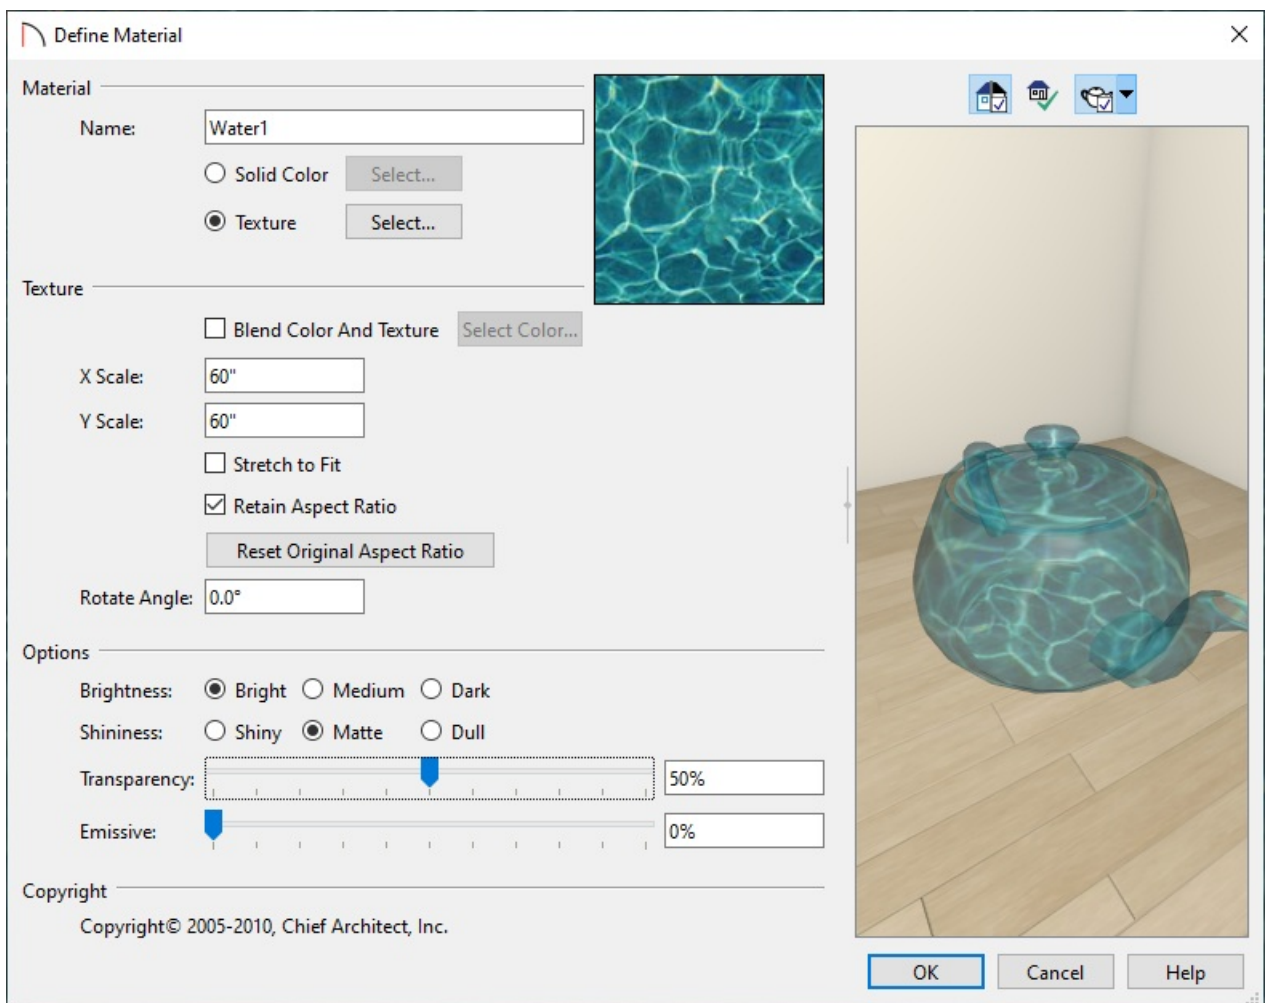 Define Material
Material
Name: Water1
Solid Color Select...
Texture Select...
Texture
Blend Color And Texture Select Color...
X Scale: 60"
Y Scale: 60"
Stretch to Fit
Retain Aspect Ratio
Reset Original Aspect Ratio
Rotate Angle: 0.0°
Options
Brightness: Bright Medium Dark
Shininess: Shiny Matte Dull
Transparency: 50%
Emissive: 0%
Copyright
Copyright© 2005-2010, Chief Architect, Inc.
OK Cancel Help